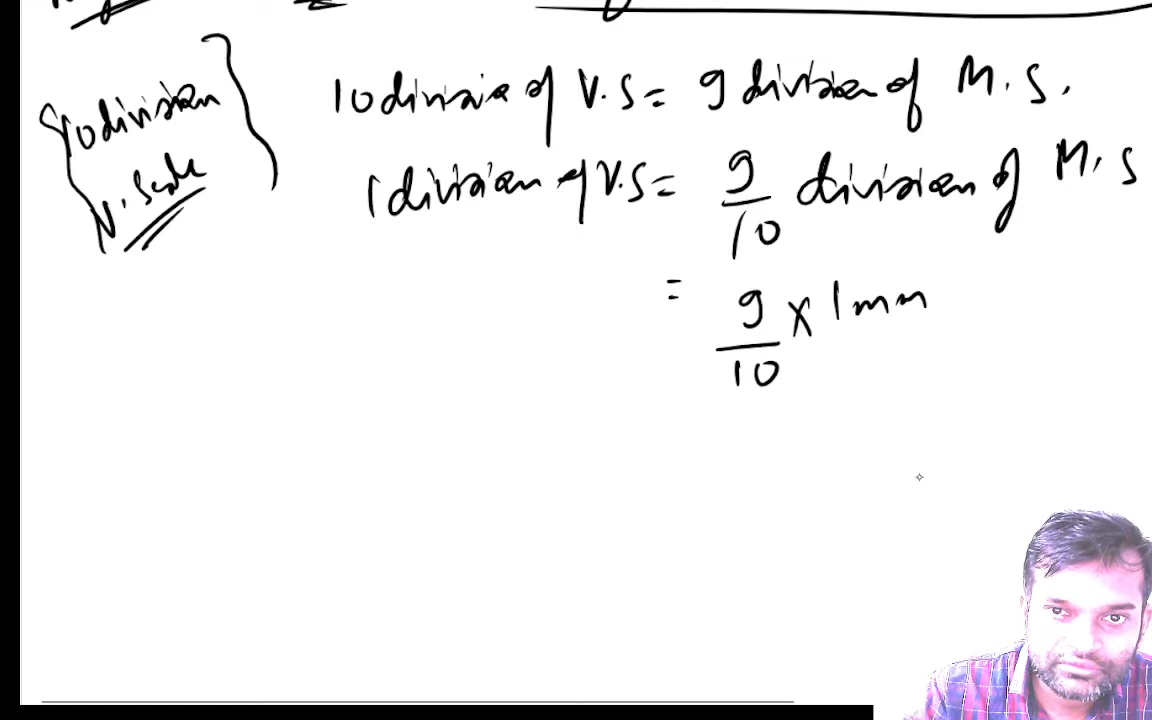 10 division of V.S = 9 division of M.S.
10 division
V. Scale
1 division of V.S = 9/10 division of M.S
= 9/10 x 1mm